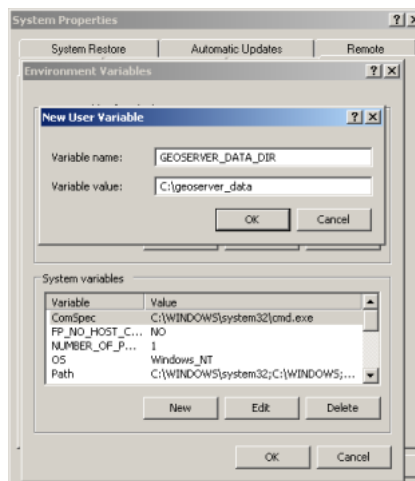 System Properties
System Restore Automatic Updates Remote
Environment Variables
New User Variable
Variable name: GEOSERVER_DATA_DIR
Variable value: C:\geoserver_data
OK Cancel
System variables
Variable Value
ComSpec C:\WINDOWS\system32\cmd.exe
FP_NO_HOST_C... NO
NUMBER_OF_P... 1
OS Windows_NT
Path C:\WINDOWS\system32;C:\WINDOWS;...
New Edit Delete
OK Cancel